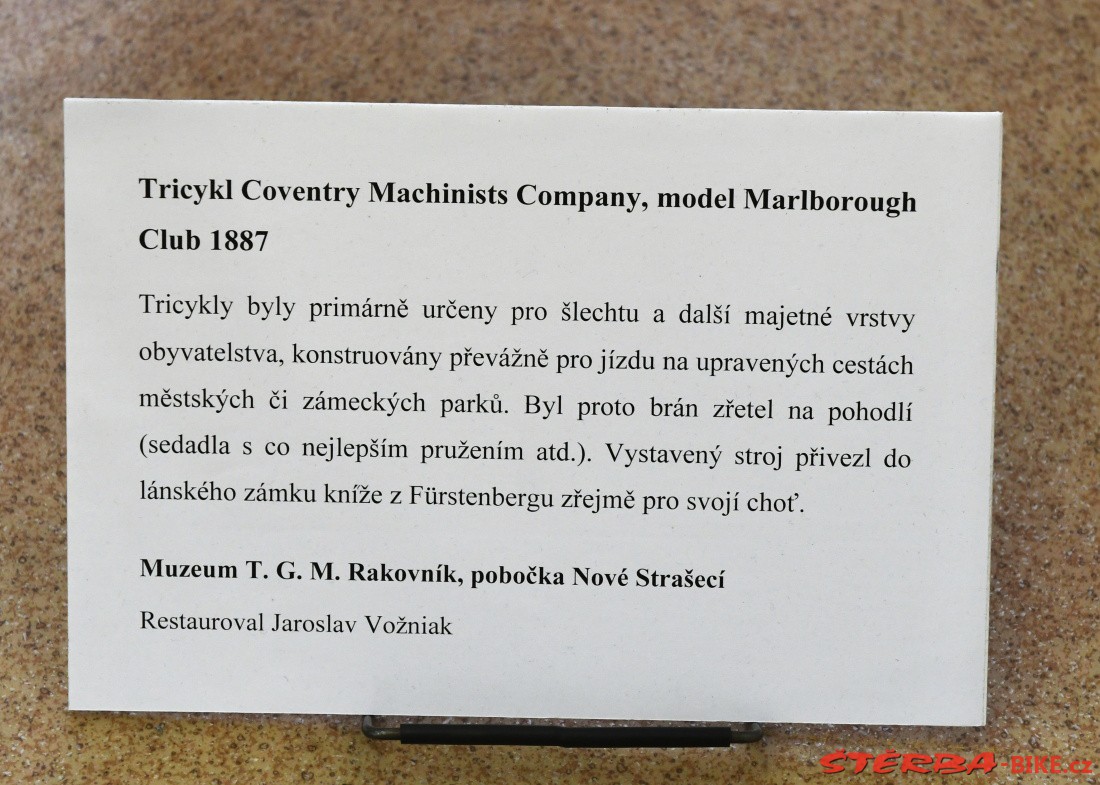 Tricykl Coventry Machinists Company, model Marlborough
Club 1887
Tricykly byly primárně určeny pro šlechtu a další majetné vrstvy
obyvatelstva, konstruovány převážně pro jízdu na upravených cestách
městských či zámeckých parků. Byl proto brán zřetel na pohodlí
(sedadla s co nejlepším pružením atd.). Vystavený stroj přivezl do
lánského zámku kníže z Fürstenbergu zřejmě pro svojí choť.
Muzeum T. G. M. Rakovník, pobočka Nové Strašecí
Restauroval Jaroslav Vožniak
ŠTĚRBA-BIKE.cz